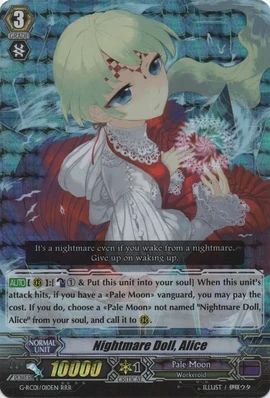 3
GRADE
It's a nightmare even if you wake from a nightmare.
Give up on waking up.
AUTO [ ]:[ ① & Put this unit into your soul] When this unit's
attack hits, if you have a «Pale Moon» vanguard, you may pay the
cost. If you do, choose a «Pale Moon» not named "Nightmare Doll,
Alice" from your soul, and call it to
NORMAL
UNIT
Nightmare Doll, Alice
10000
1
CRITICAL
Pale Moon
Workeroid
G-RC01/010EN RRR
ILLUST / 伊咲ウタ